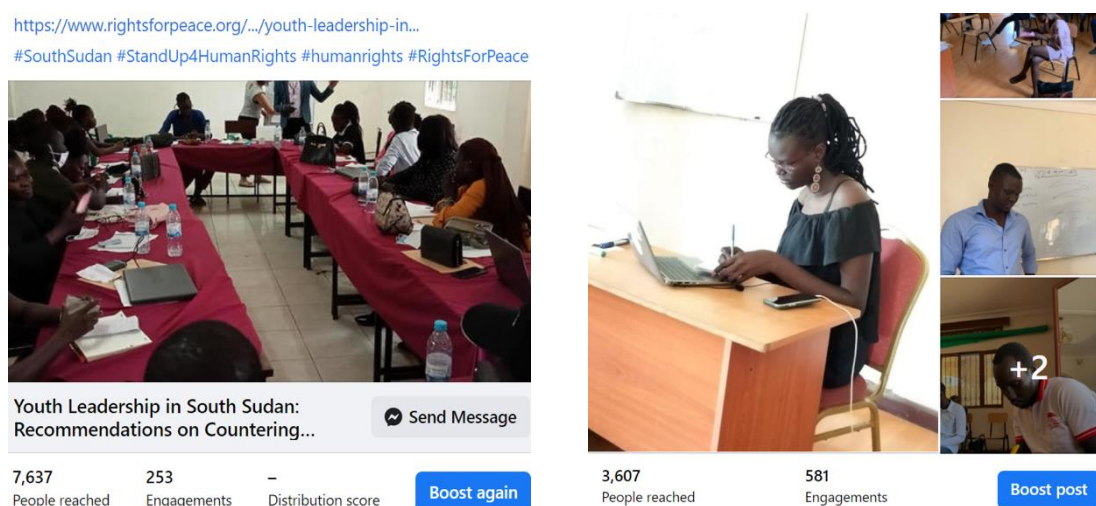 https://www.rightsforpeace.org/.../youth-leadership-in...
#SouthSudan #StandUp4HumanRights #humanrights #RightsForPeace
Youth Leadership in South Sudan:
Recommendations on Countering...
Send Message
7,637
People reached
253
Engagements
–
Distribution score
Boost again
+2
3,607
People reached
581
Engagements
Boost post